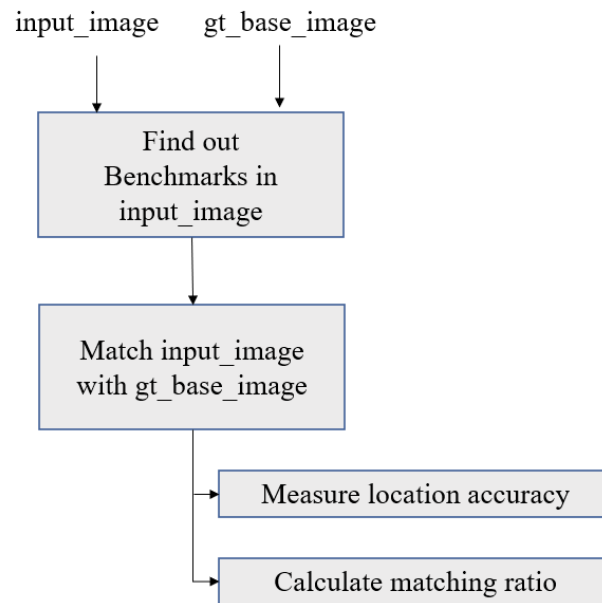 input_image
gt_base_image
Find out
Benchmarks in
input_image
Match input_image
with gt_base_image
Measure location accuracy
Calculate matching ratio